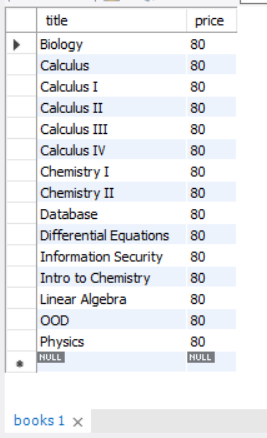 title price
Biology 80
Calculus 80
Calculus I 80
Calculus II 80
Calculus III 80
Calculus IV 80
Chemistry I 80
Chemistry II 80
Database 80
Differential Equations 80
Information Security 80
Intro to Chemistry 80
Linear Algebra 80
OOD 80
Physics 80
NULL NULL
books 1 ×